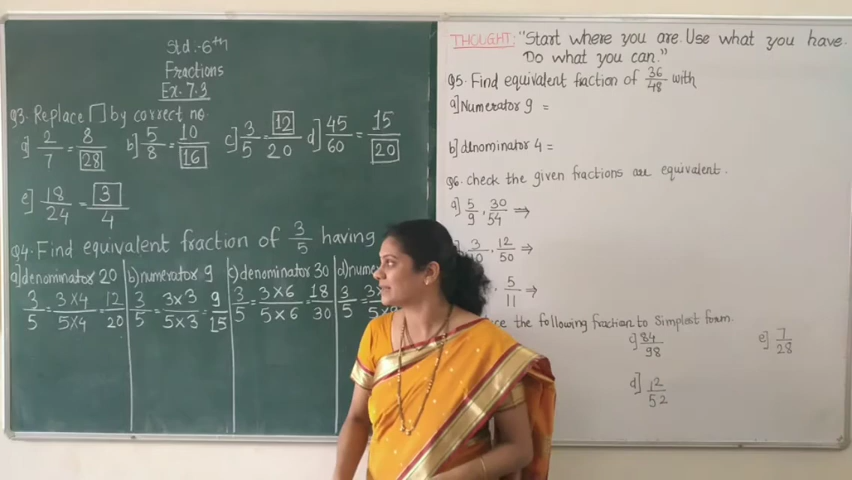 Std.-6th
Fractions
Ex.7.3
Q3. Replace □ by correct no.
a] 2/7 = 8/28 b] 5/8 = 10/16 c] 3/5 = 12/20 d] 45/60 = 15/20
e] 18/24 = 3/4
Q4. Find equivalent fraction of 3/5 having
a] denominator 20 b] numerator 9 c] denominator 30
3/5 = 3×4/5×4 = 12/20 3/5 = 3×3/5×3 = 9/15 3/5 = 3×6/5×6 = 18/30 3/5
THOUGHT: "Start where you are. Use what you have.
Do what you can."
Q5. Find equivalent fraction of 36/48 with
a] Numerator 9 =
b] denominator 4 =
Q6. check the given fractions are equivalent.
a] 5/9, 30/54 ⇒
12/50 ⇒
5/11 ⇒
the following fraction to simplest form.
c] 84/98 e] 7/28
d] 12/52